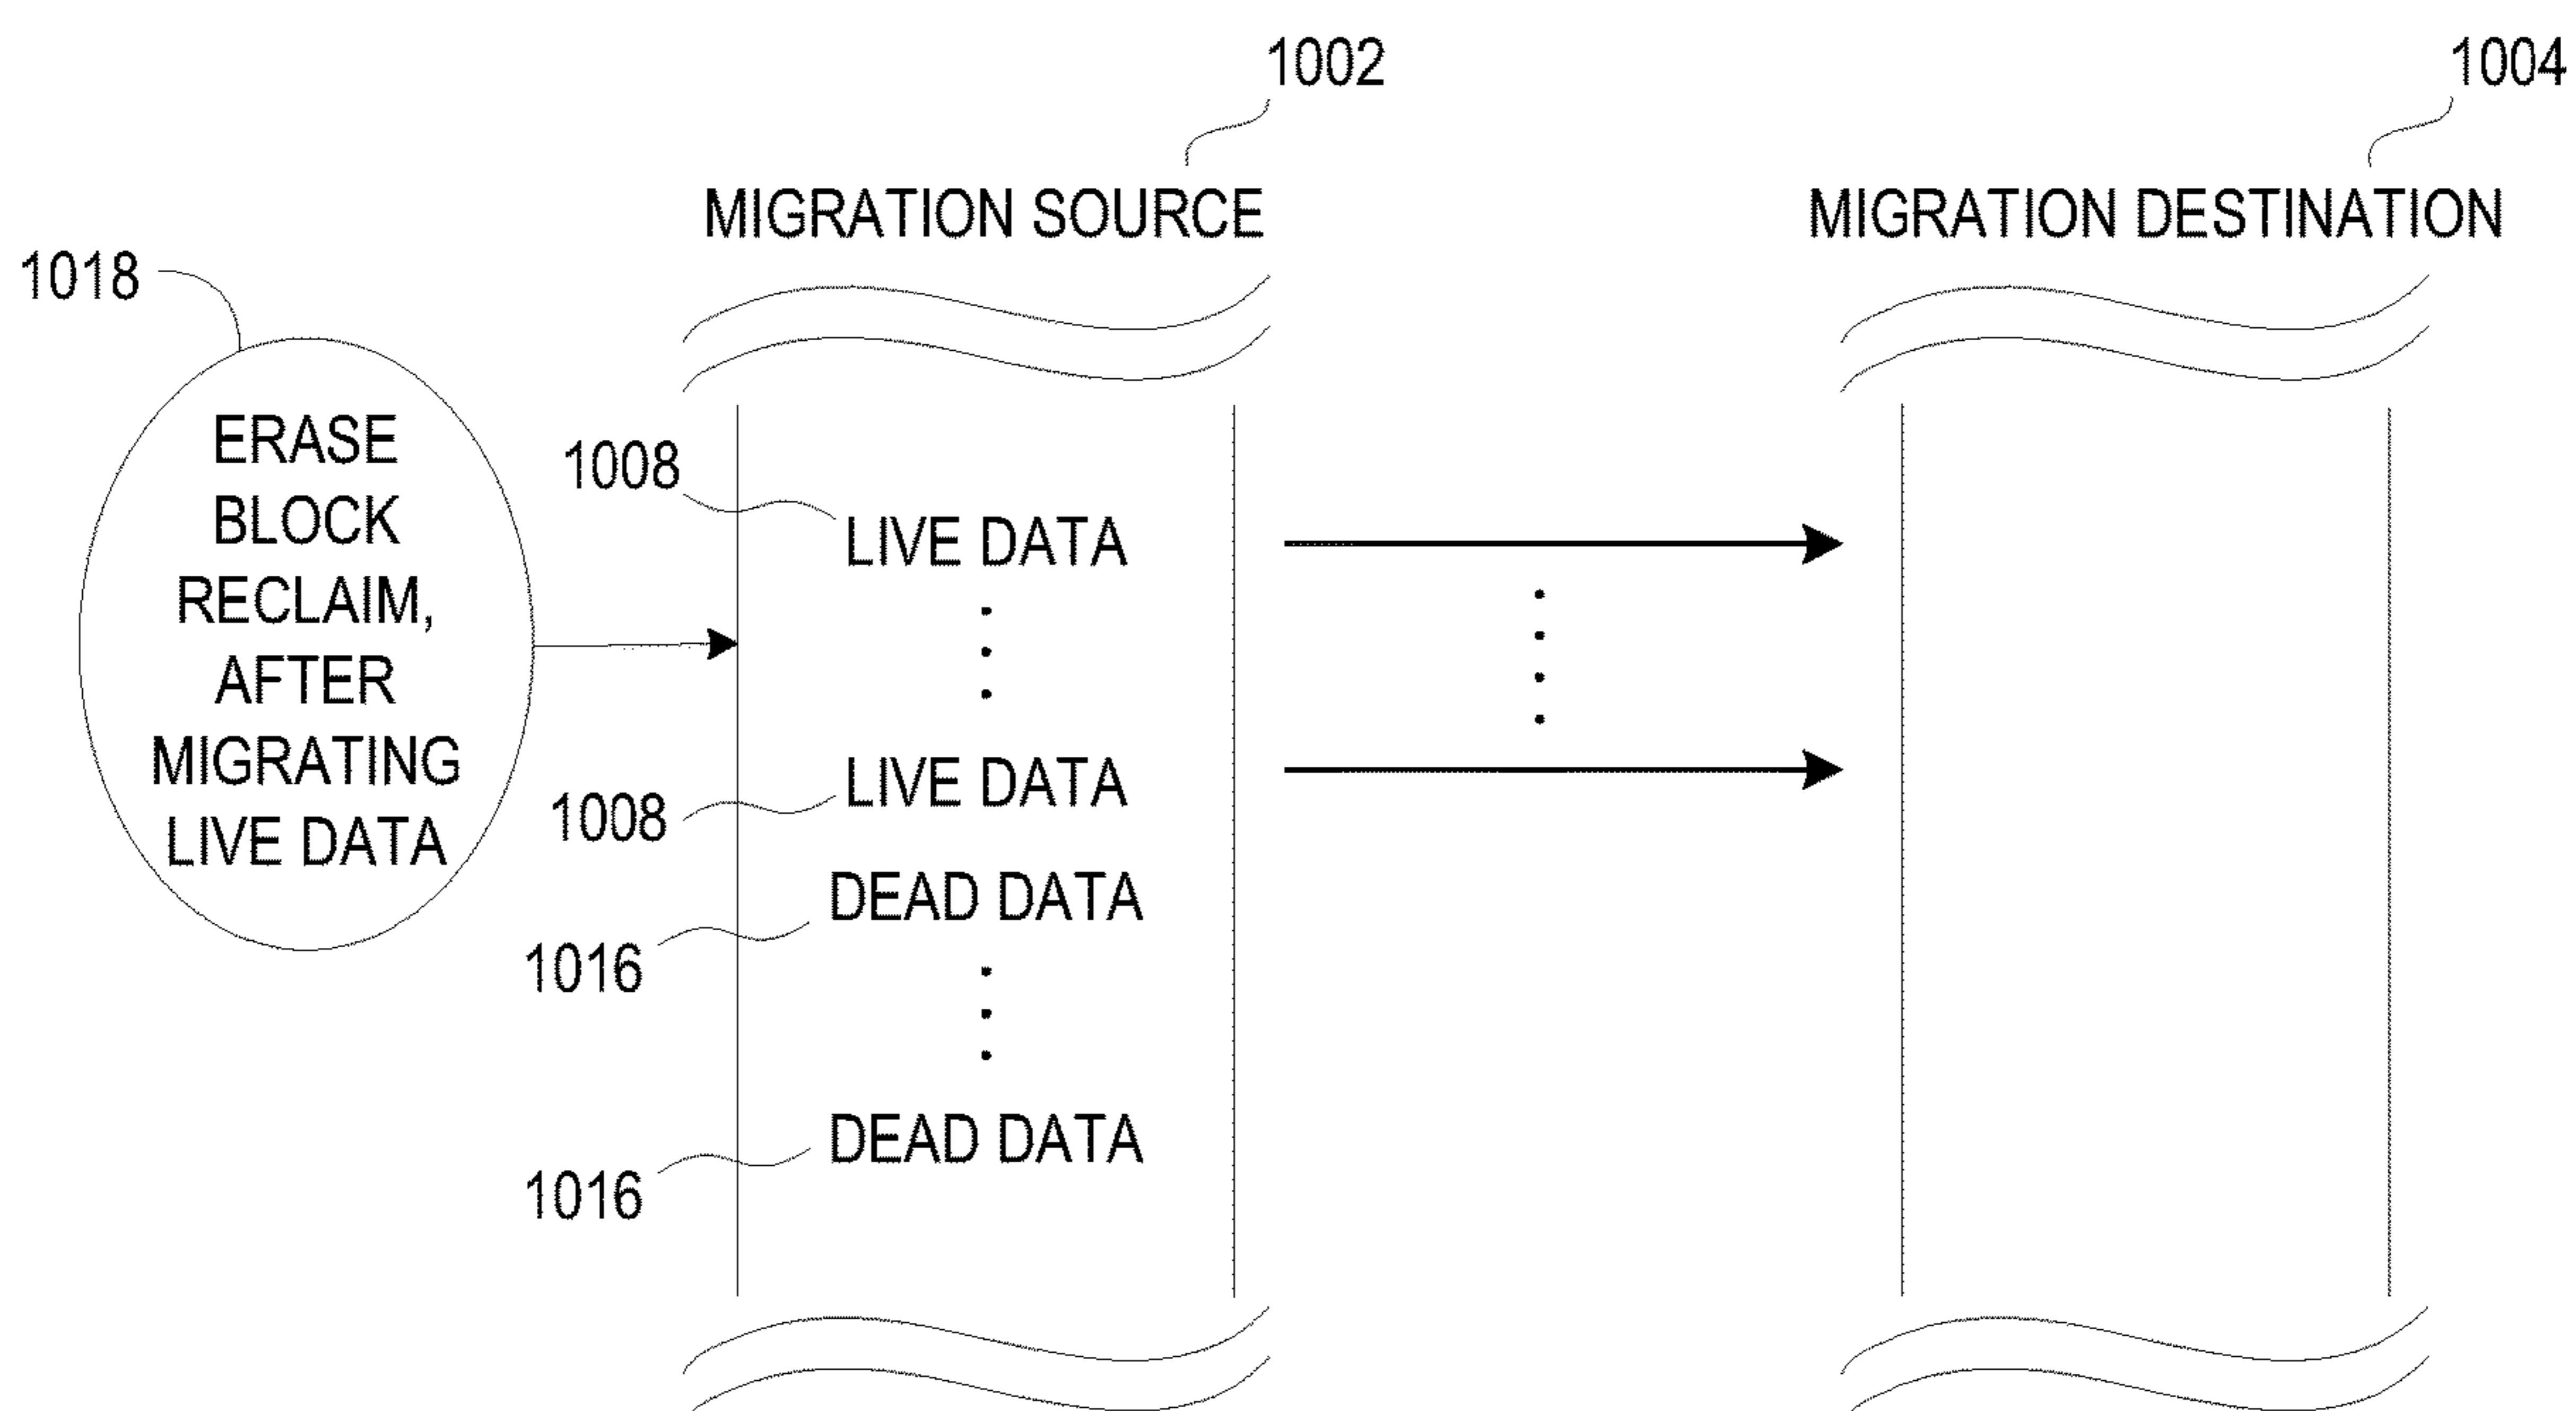 1002
1004
MIGRATION SOURCE
MIGRATION DESTINATION
1018
ERASE
BLOCK
RECLAIM,
AFTER
MIGRATING
LIVE DATA
1008
LIVE DATA
LIVE DATA
1008
DEAD DATA
1016
DEAD DATA
1016